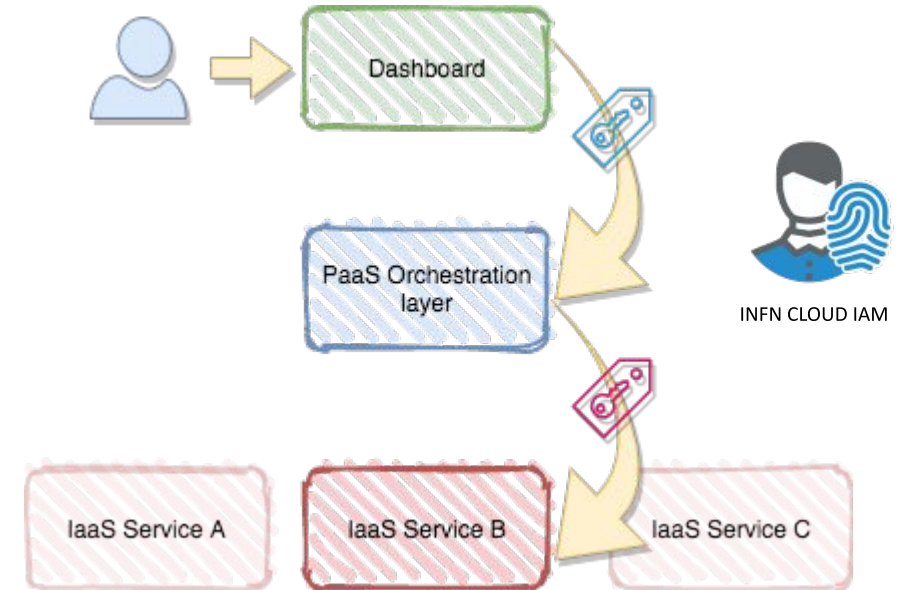 Dashboard
PaaS Orchestration
layer
INFN CLOUD IAM
IaaS Service A
IaaS Service B
IaaS Service C